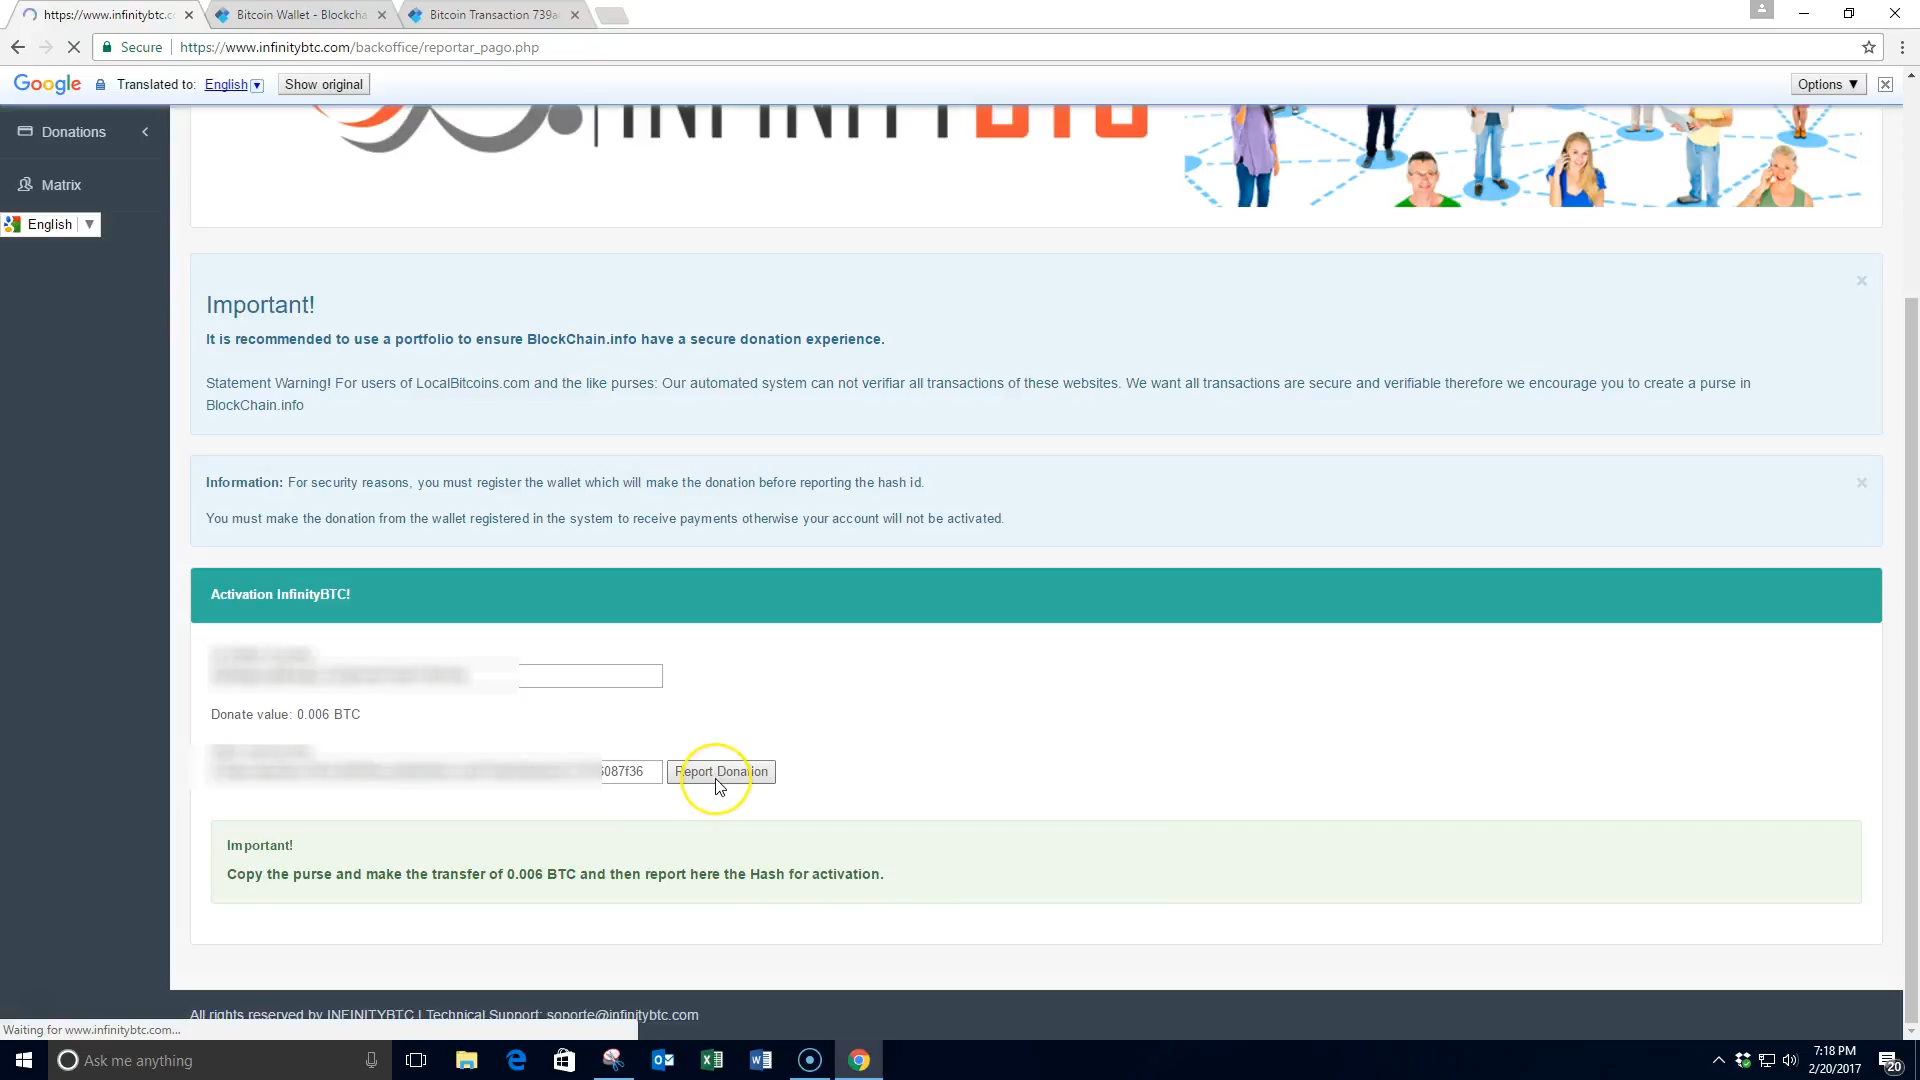 https://www.infinitybtc.c
Bitcoin Wallet - Blockcha
Bitcoin Transaction 739a
Secure
https://www.infinitybtc.com/backoffice/reportar_pago.php
Google
Translated to:
English
Show original
Options ▼
Donations
Matrix
English
INFINITYBTC
Important!
It is recommended to use a portfolio to ensure BlockChain.info have a secure donation experience.
Statement Warning! For users of LocalBitcoins.com and the like purses: Our automated system can not verifiar all transactions of these websites. We want all transactions are secure and verifiable therefore we encourage you to create a purse in
BlockChain.info
Information: For security reasons, you must register the wallet which will make the donation before reporting the hash id.
You must make the donation from the wallet registered in the system to receive payments otherwise your account will not be activated.
Activation InfinityBTC!
Donate value: 0.006 BTC
087f36
Report Donation
Important!
Copy the purse and make the transfer of 0.006 BTC and then report here the Hash for activation.
All rights reserved by INFINITYBTC | Technical Support: soporte@infinitybtc.com
Waiting for www.infinitybtc.com...
Ask me anything
7:18 PM
2/20/2017
20